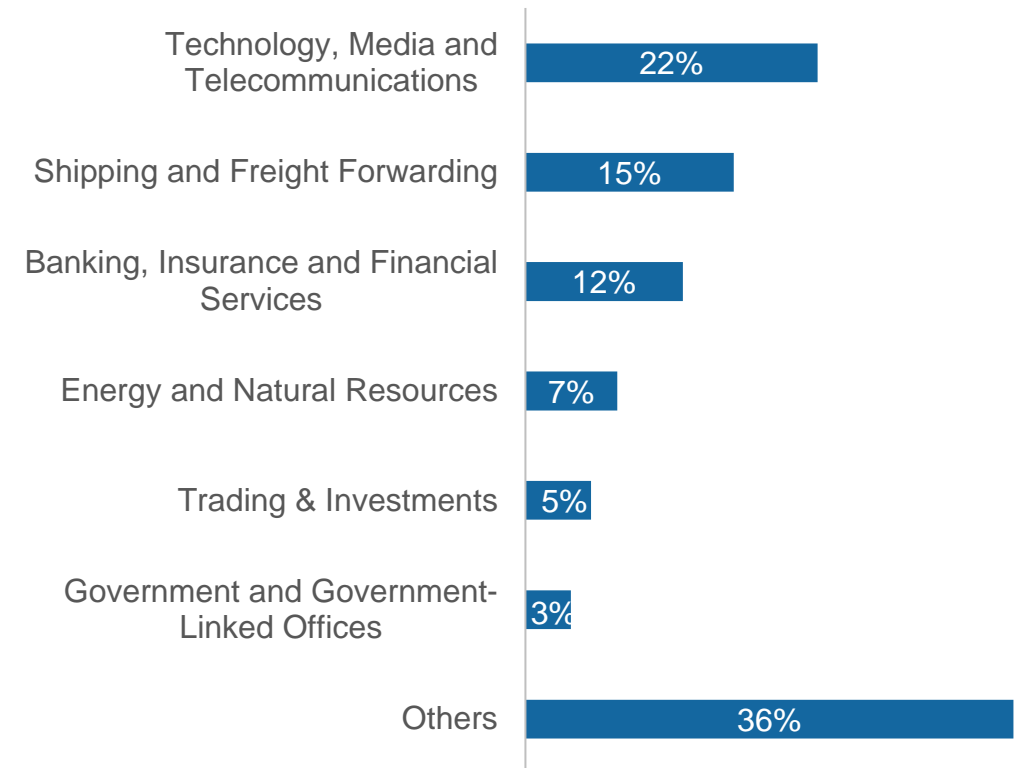 Technology, Media and
Telecommunications
22%
Shipping and Freight Forwarding
15%
Banking, Insurance and Financial
Services
12%
Energy and Natural Resources
7%
Trading & Investments
5%
Government and Government-
Linked Offices
3%
Others
36%